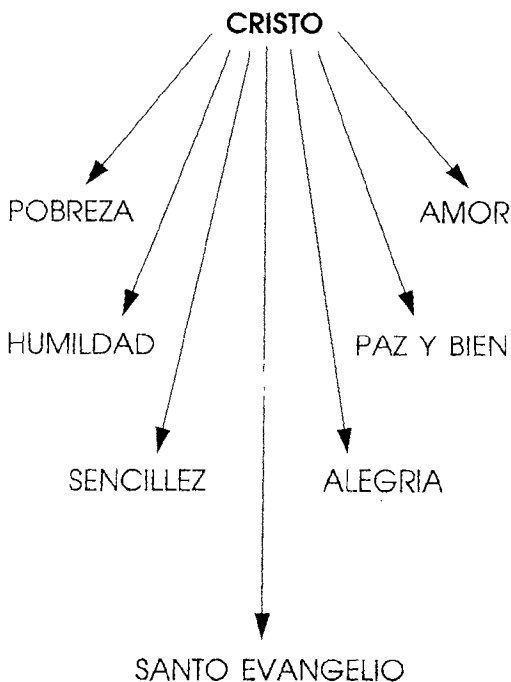 CRISTO
POBREZA AMOR
HUMILDAD PAZ Y BIEN
SENCILLEZ ALEGRIA
SANTO EVANGELIO